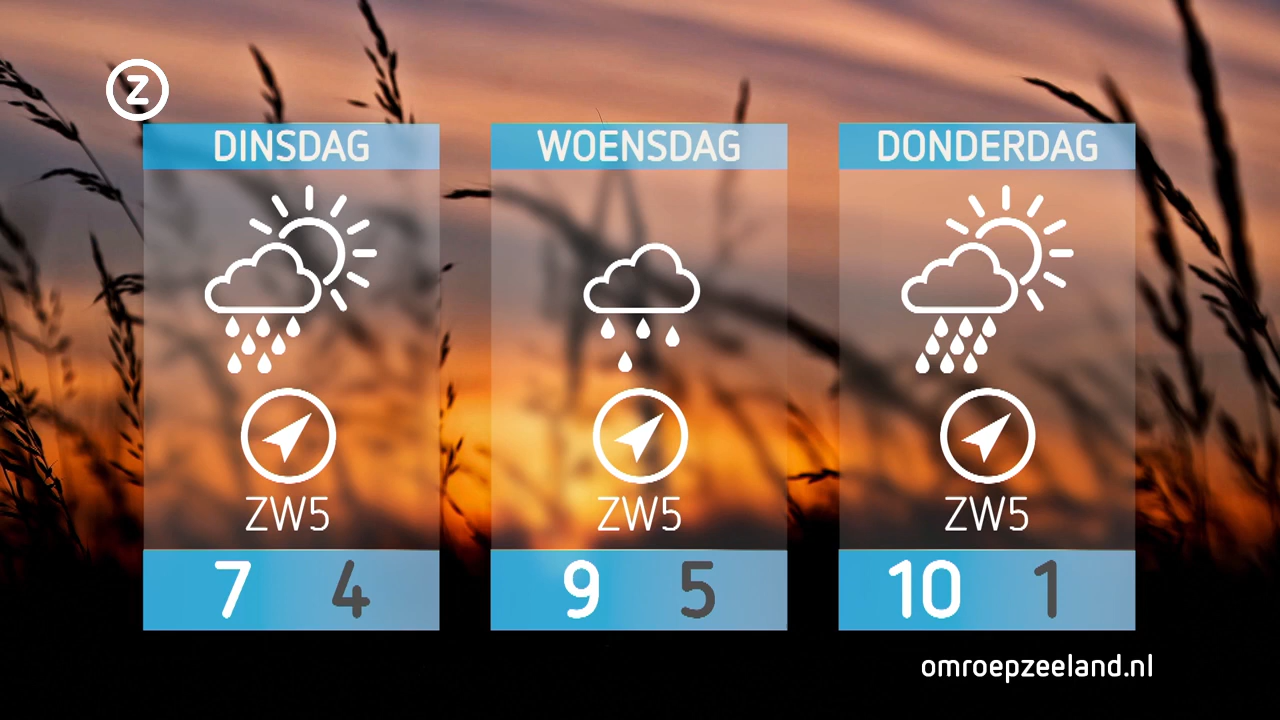 Z
DINSDAG
ZW5
7 4
WOENSDAG
ZW5
9 5
DONDERDAG
ZW5
10 1
omroepzeeland.nl